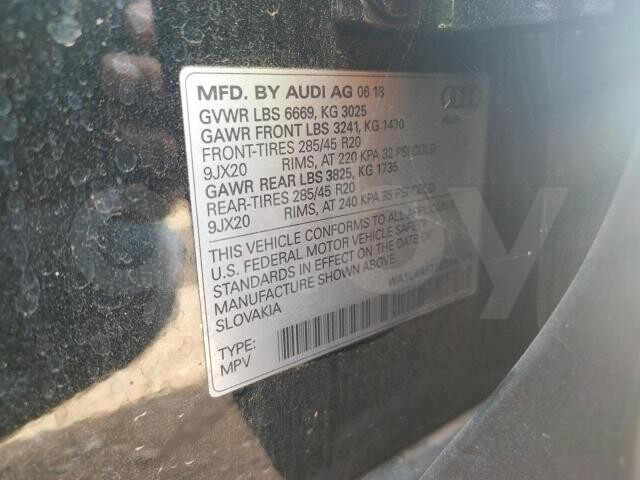 MFD. BY AUDI AG 06 18
GVWR LBS 6669, KG 3025
GAWR FRONT LBS 3241, KG 1470
FRONT-TIRES 285/45 R20
9JX20 RIMS, AT 220 KPA 32 PSI COLD
GAWR REAR LBS 3825, KG 1735
REAR-TIRES 285/45 R20
9JX20 RIMS, AT 240 KPA 35 PSI COLD
THIS VEHICLE CONFORMS TO ALL APPLICABLE
U.S. FEDERAL MOTOR VEHICLE SAFETY
STANDARDS IN EFFECT ON THE DATE OF
MANUFACTURE SHOWN ABOVE.
SLOVAKIA
TYPE:
MPV